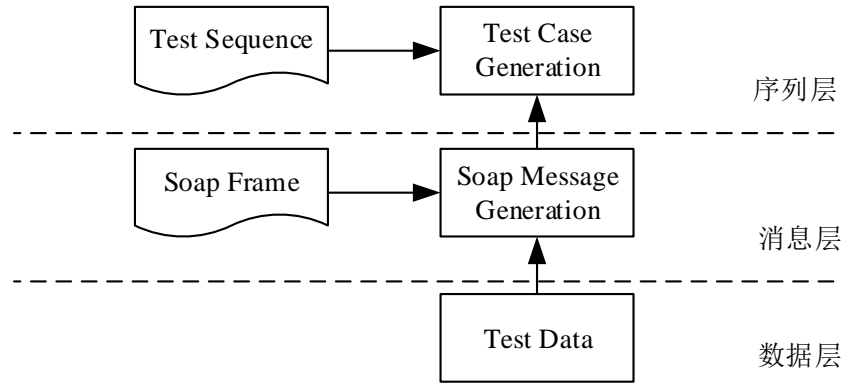 Test Sequence
Test Case
Generation
序列层
Soap Frame
Soap Message
Generation
消息层
Test Data
数据层